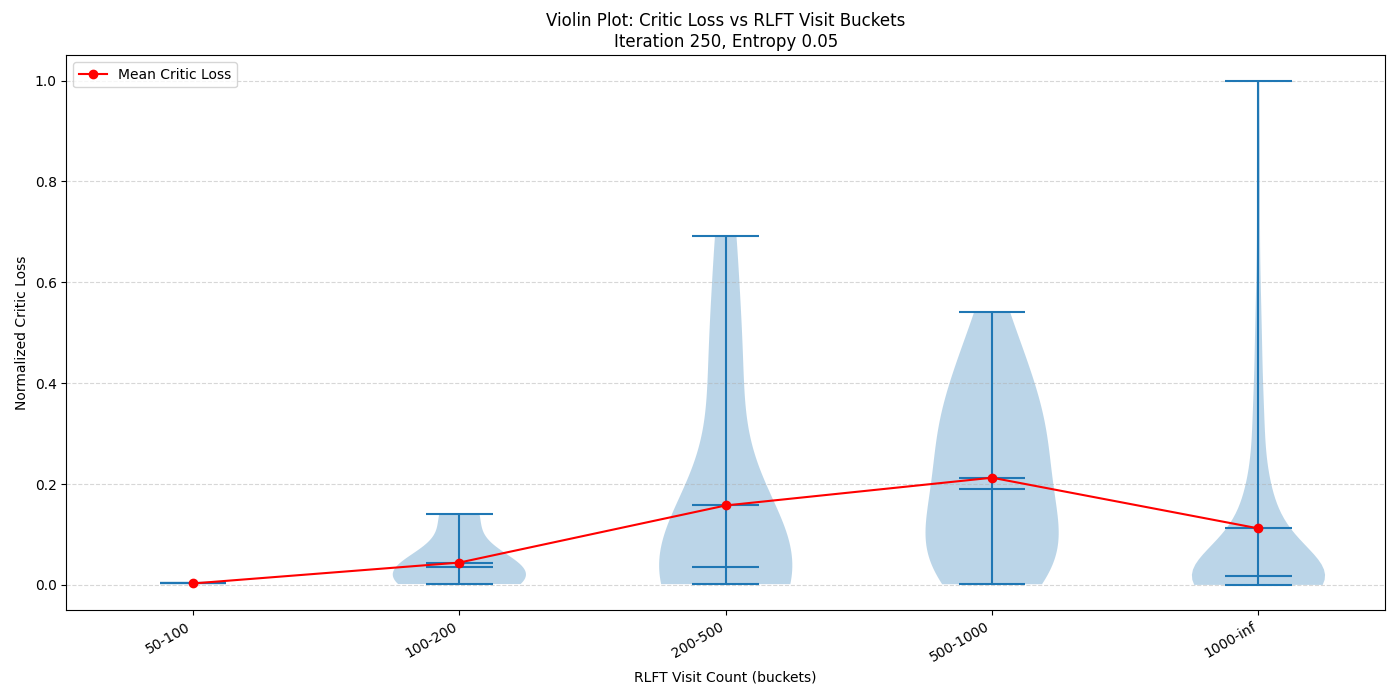 Violin Plot: Critic Loss vs RLFT Visit Buckets
Iteration 250, Entropy 0.05
Mean Critic Loss
Normalized Critic Loss
1.0
0.8
0.6
0.4
0.2
0.0
50-100
100-200
200-500
500-1000
1000-inf
RLFT Visit Count (buckets)